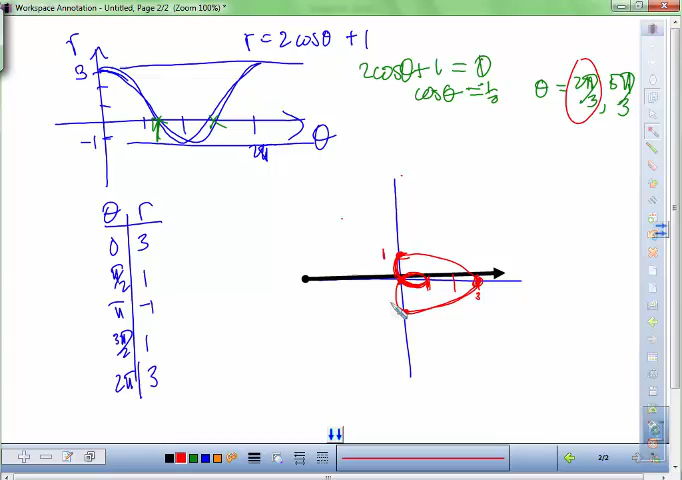 Workspace Annotation - Untitled, Page 2/2 (Zoom 100%)
r
r = 2cosθ + 1
3
-1
θ
2π
2cosθ + 1 = 0
cosθ = -1/2
θ = 2π/3, 5π/3
θ r
0 3
π/2 1
π -1
3π/2 1
2π 3
1
1
3
2/2